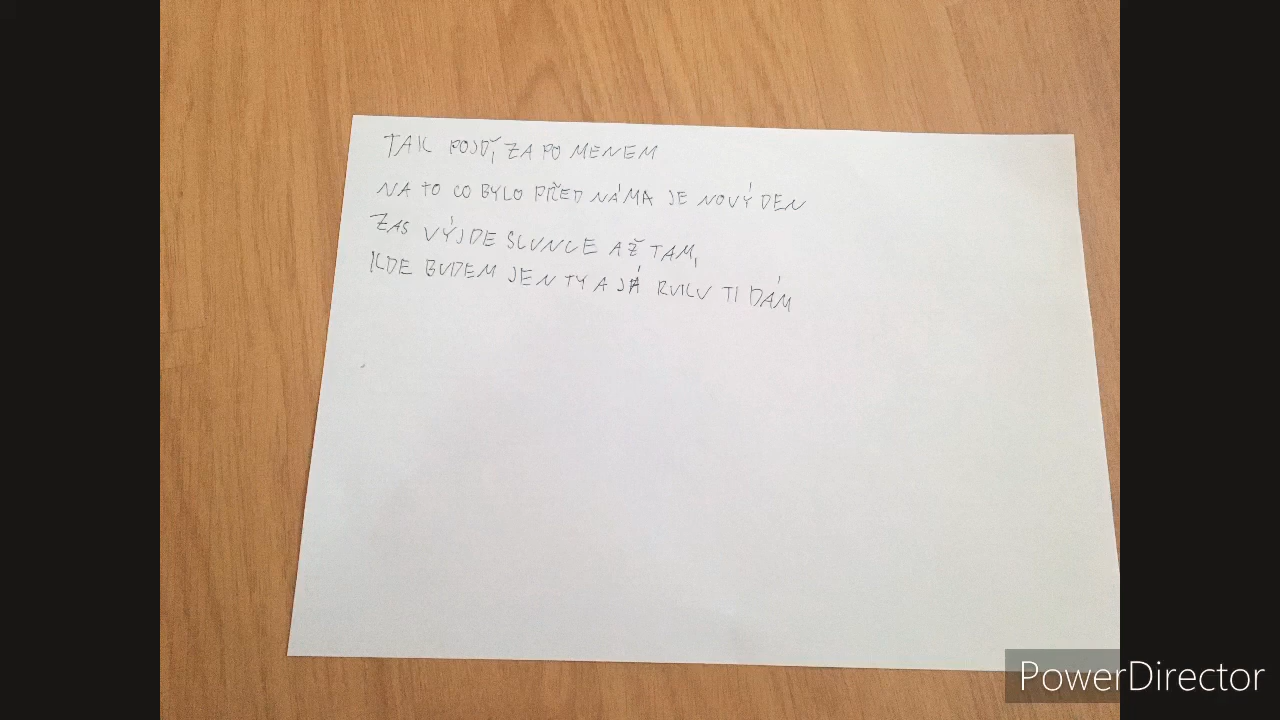 TAK POJĎ, ZAPOMENEM
NA TO CO BYLO PŘED NÁMA JE NOVÝ DEN
ZAS VÝJDE SLUNCE AŽ TAM,
KDE BUDEM JEN TY A JÁ RUKU TI DÁM
PowerDirector